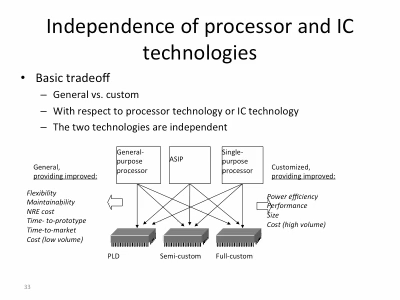 Independence of processor and IC
technologies
• Basic tradeoff
– General vs. custom
– With respect to processor technology or IC technology
– The two technologies are independent
General-
purpose
processor
ASIP
Single-
purpose
processor
General,
providing improved:
Customized,
providing improved:
Flexibility
Maintainability
NRE cost
Time- to-prototype
Time-to-market
Cost (low volume)
Power efficiency
Performance
Size
Cost (high volume)
PLD
Semi-custom
Full-custom
33